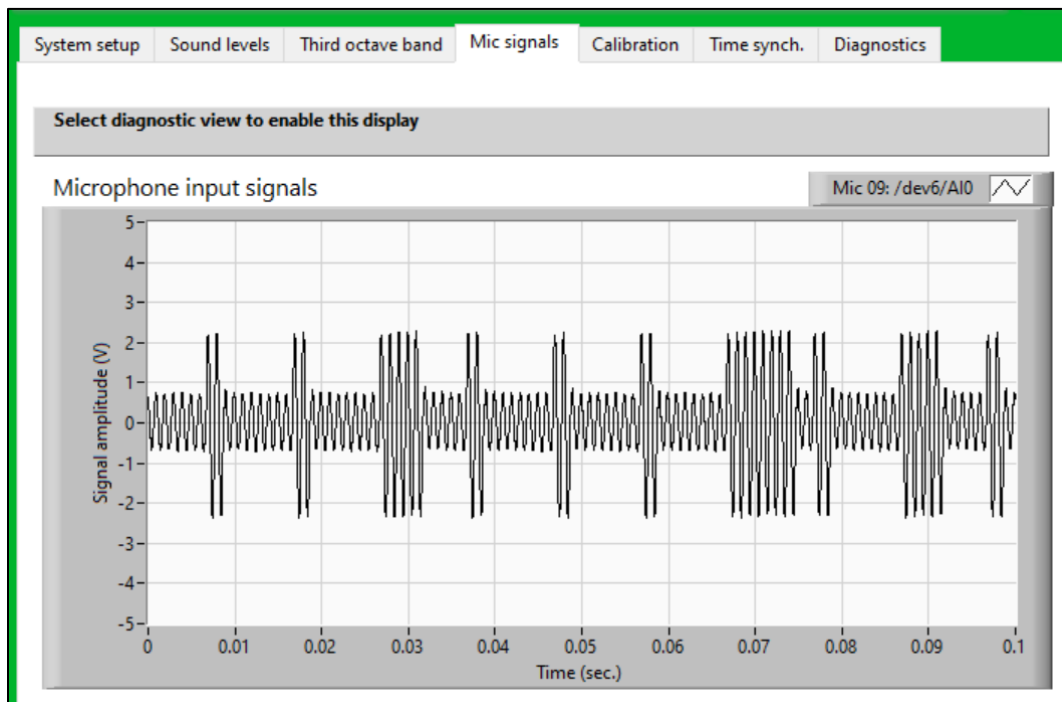 System setup Sound levels Third octave band Mic signals Calibration Time synch. Diagnostics
Select diagnostic view to enable this display
Microphone input signals
Mic 09: /dev6/AI0
Signal amplitude (V)
5
4
3
2
1
0
-1
-2
-3
-4
-5
0 0.01 0.02 0.03 0.04 0.05 0.06 0.07 0.08 0.09 0.1
Time (sec.)